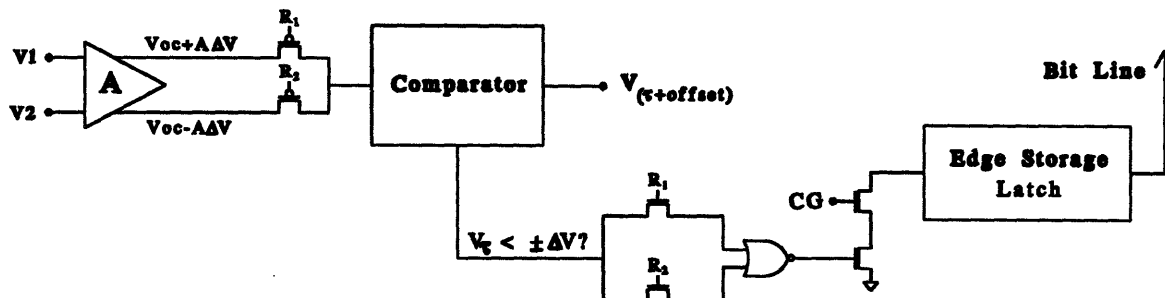 R₁
V1
Voc+AΔV
A
R₂
V2
Voc-AΔV
Comparator
V(τ+offset)
Bit Line
Edge Storage
Latch
R₁
CG
Vτ < ±ΔV?
R₂